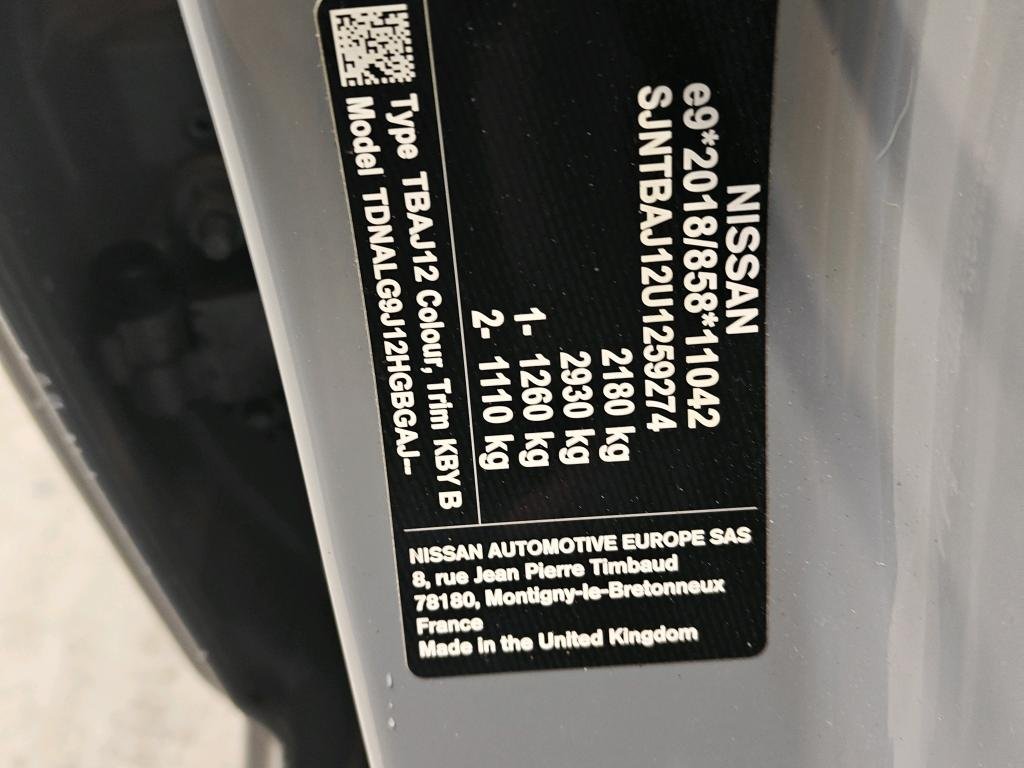 NISSAN
e9*2018/858*11042
SJNTBAJ12U1259274
2180 kg
2930 kg
1- 1260 kg
2- 1110 kg
Type TBAJ12 Colour, Trim KBY B
Model TDNALG9J12HGBGAJ--
NISSAN AUTOMOTIVE EUROPE SAS
8, rue Jean Pierre Timbaud
78180, Montigny-le-Bretonneux
France
Made in the United Kingdom